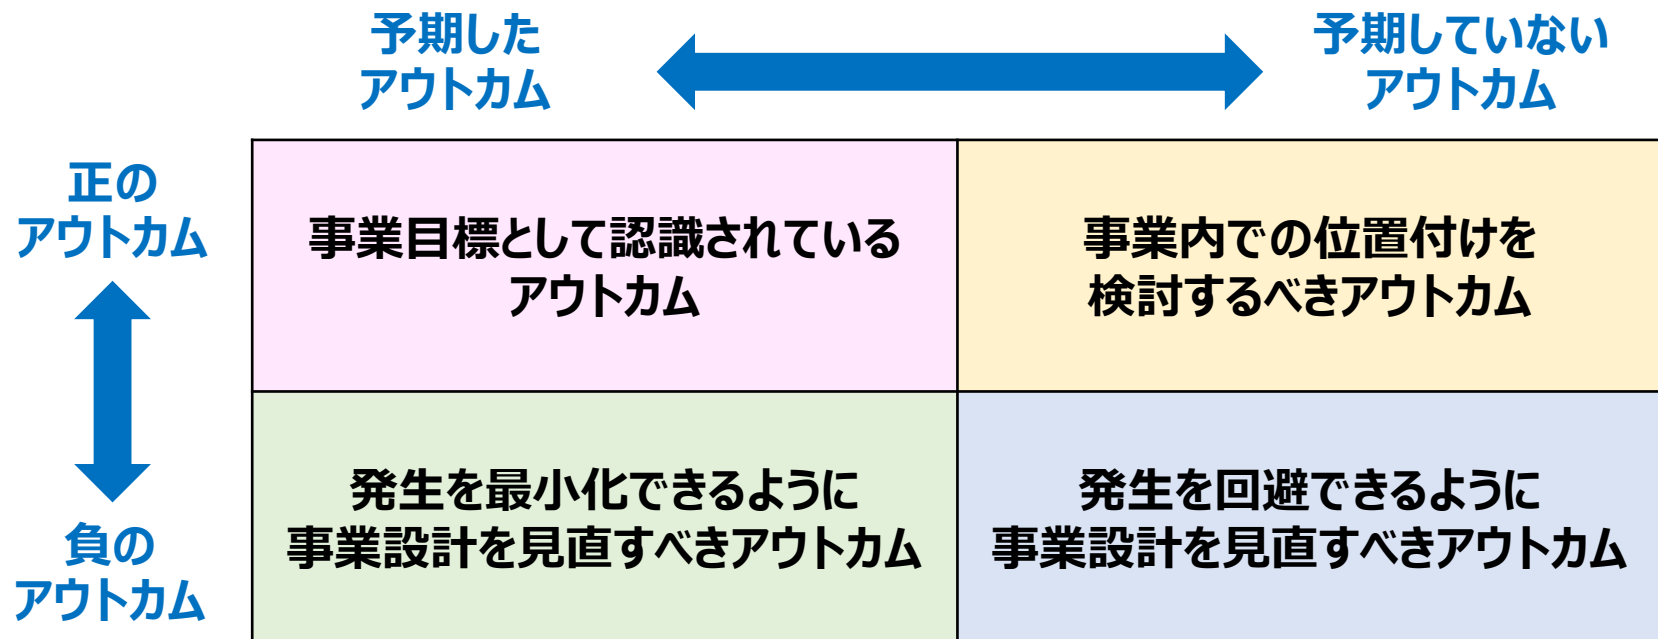 予期した
アウトカム
予期していない
アウトカム
正の
アウトカム
事業目標として認識されている
アウトカム
事業内での位置付けを
検討するべきアウトカム
負の
アウトカム
発生を最小化できるように
事業設計を見直すべきアウトカム
発生を回避できるように
事業設計を見直すべきアウトカム